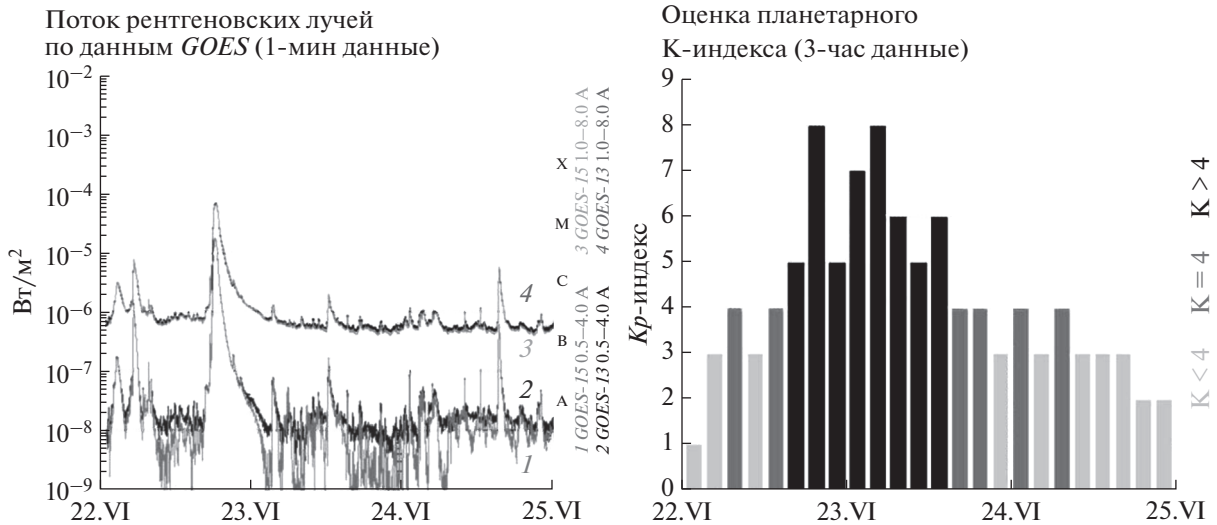 Поток рентгеновских лучей
по данным GOES (1-мин данные)
Вт/м²
10⁻²
10⁻³
10⁻⁴
10⁻⁵
10⁻⁶
10⁻⁷
10⁻⁸
10⁻⁹
22.VI
23.VI
24.VI
25.VI
4
3
2
1
X
M
C
B
A
3 GOES-15 1.0–8.0 A
4 GOES-13 1.0–8.0 A
1 GOES-15 0.5–4.0 A
2 GOES-13 0.5–4.0 A
Оценка планетарного
К-индекса (3-час данные)
Kp-индекс
9
8
7
6
5
4
3
2
1
0
22.VI
23.VI
24.VI
25.VI
K > 4
K = 4
K < 4